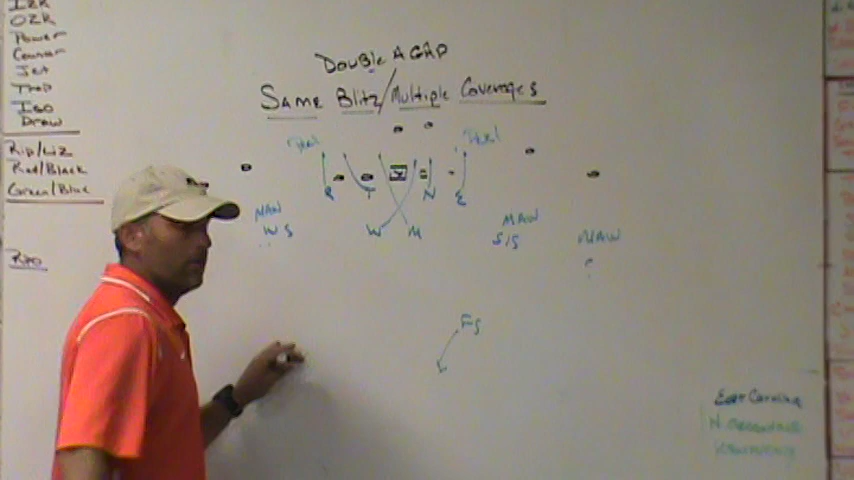 IZR
OZR
Power
Counter
Jet
Trap
ISO
Draw
Rip/Liz
Red/Black
Green/Blue
Double A GAP
Same Blitz/Multiple Coverages
Peel Peel
R T N E
MAN
W S
W M
MAN
S/S
MAN
C
FS
East Carolina